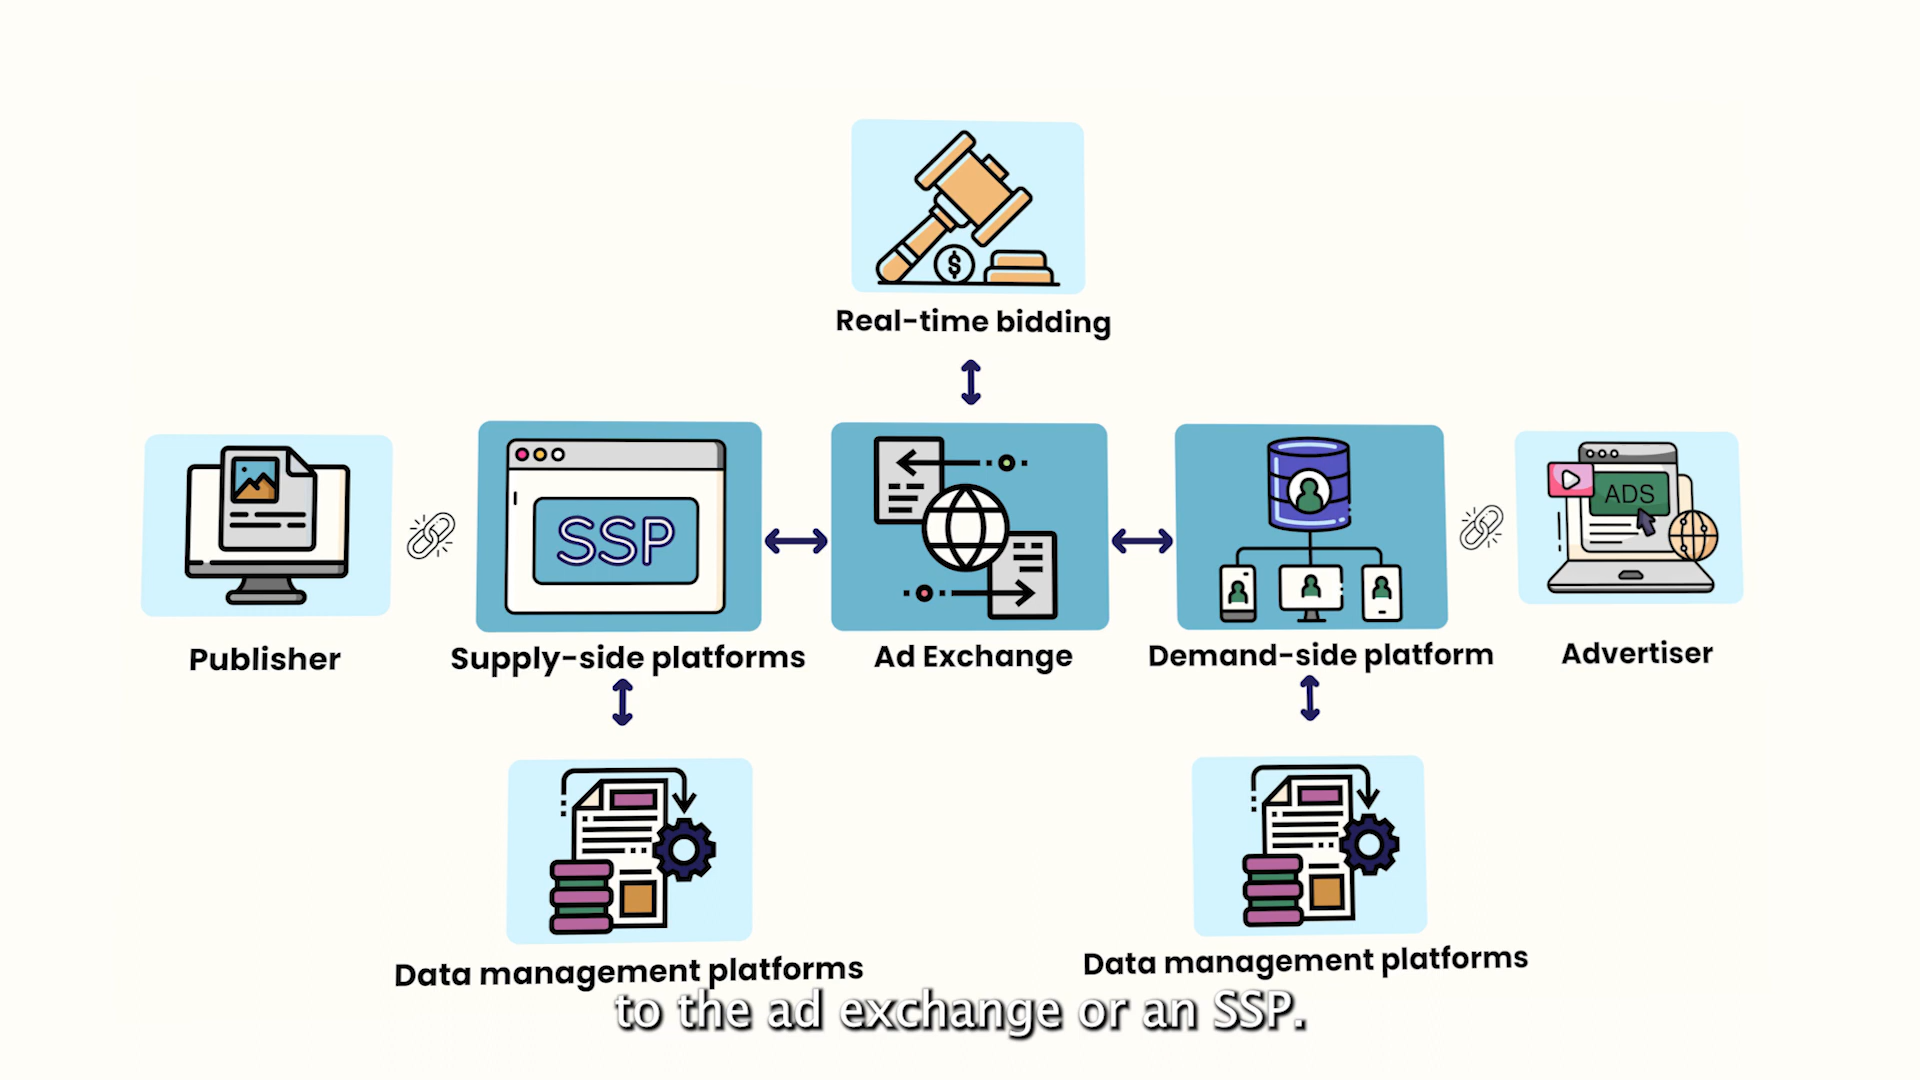 Real-time bidding
SSP
ADS
Publisher
Supply-side platforms
Ad Exchange
Demand-side platform
Advertiser
Data management platforms
Data management platforms
to the ad exchange or an SSP.